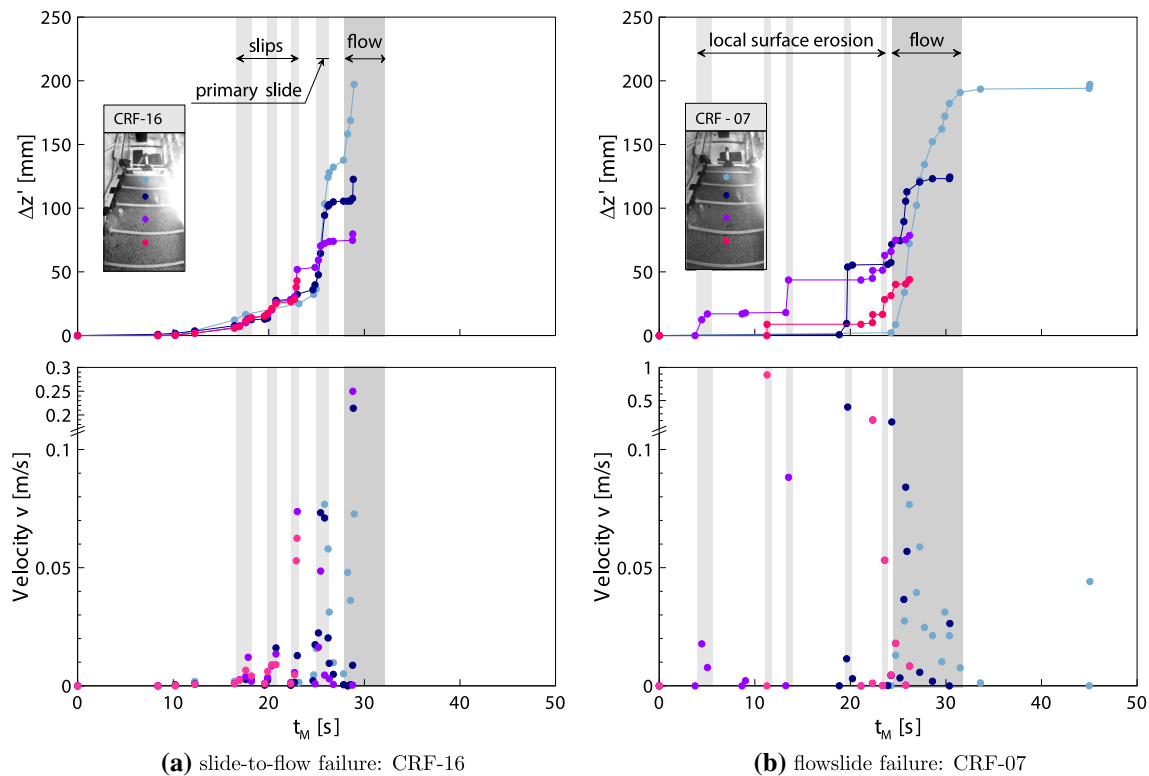 250
200
150
100
50
0
Δz' [mm]
slips
flow
primary slide
CRF-16
0.3
0.25
0.2
0.1
0.05
0
Velocity v [m/s]
0 10 20 30 40 50
t_M [s]
(a) slide-to-flow failure: CRF-16
250
200
150
100
50
0
Δz' [mm]
local surface erosion
flow
CRF - 07
1
0.5
0.1
0.05
0
Velocity v [m/s]
0 10 20 30 40 50
t_M [s]
(b) flowslide failure: CRF-07